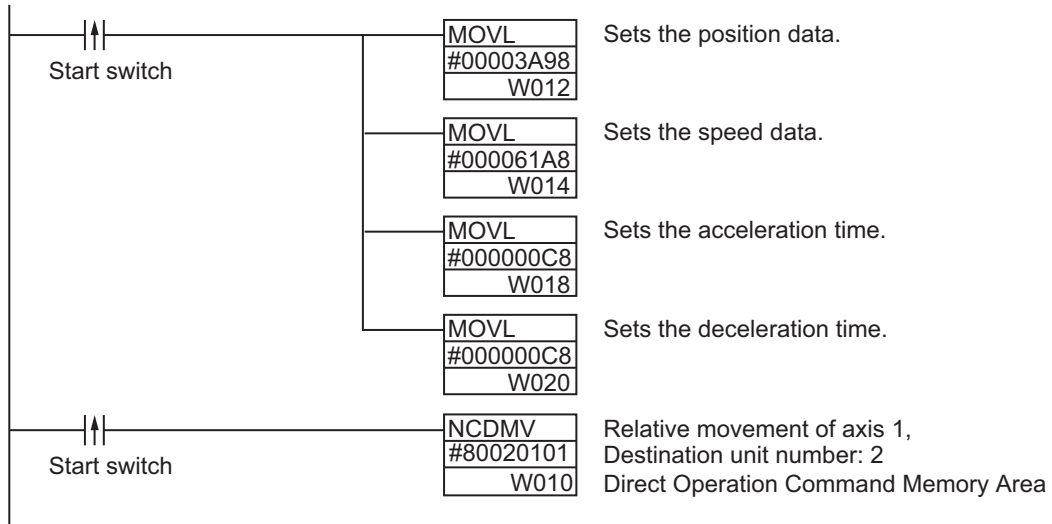 MOVL Sets the position data.
#00003A98
Start switch
W012
MOVL Sets the speed data.
#000061A8
W014
MOVL Sets the acceleration time.
#000000C8
W018
MOVL Sets the deceleration time.
#000000C8
W020
NCDMV Relative movement of axis 1,
#80020101 Destination unit number: 2
Start switch
W010 Direct Operation Command Memory Area